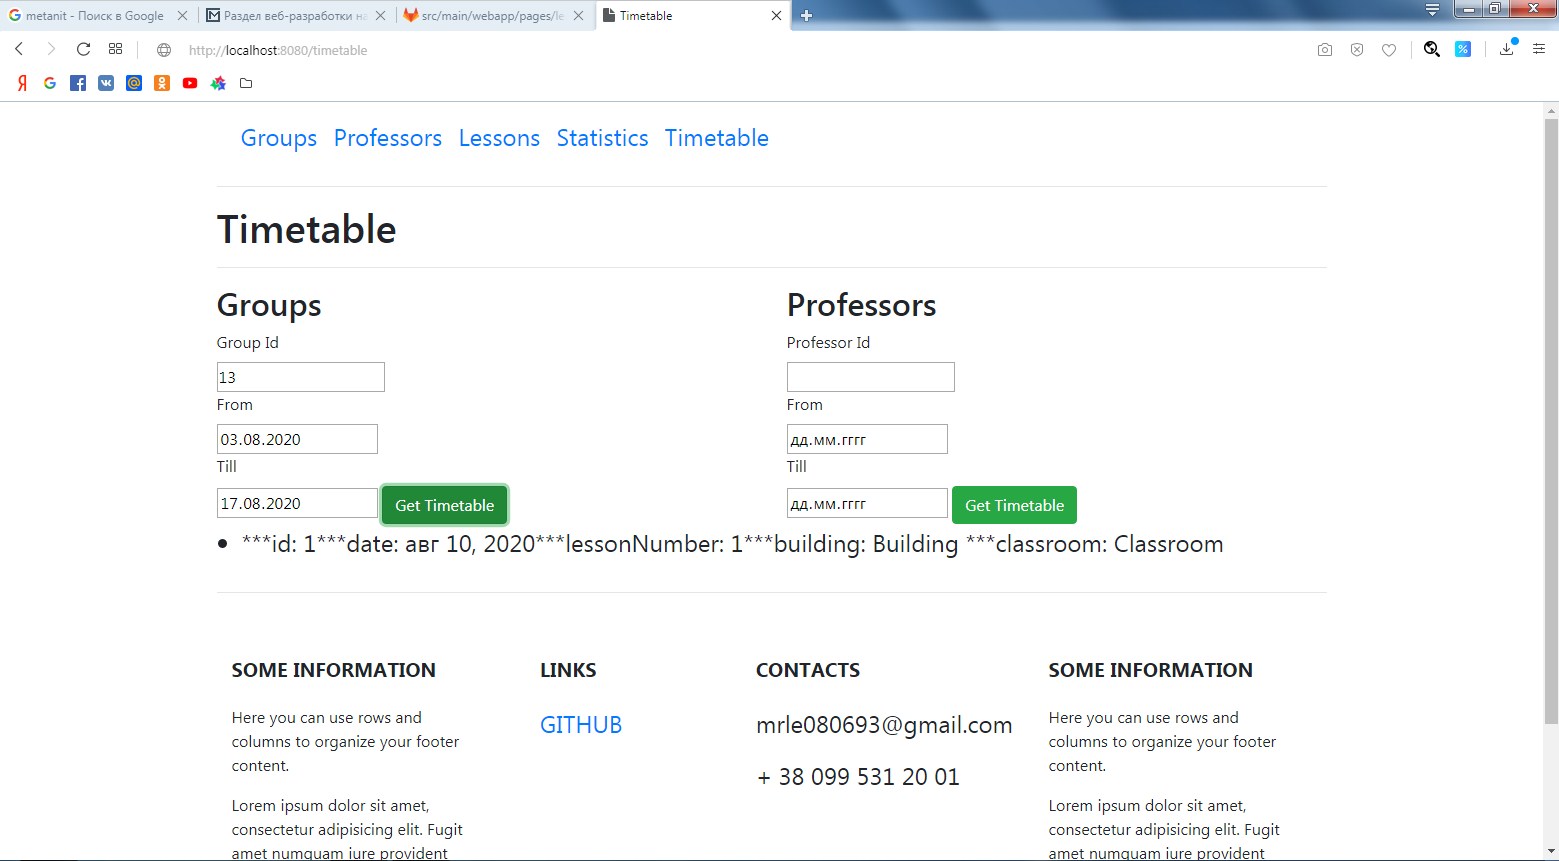 metanit - Поиск в Google
Раздел веб-разработки на
src/main/webapp/pages/le
Timetable
http://localhost:8080/timetable
Groups Professors Lessons Statistics Timetable
Timetable
Groups
Group Id
13
From
03.08.2020
Till
17.08.2020 Get Timetable
Professors
Professor Id
From
дд.мм.гггг
Till
дд.мм.гггг Get Timetable
***id: 1***date: авг 10, 2020***lessonNumber: 1***building: Building ***classroom: Classroom
SOME INFORMATION
Here you can use rows and
columns to organize your footer
content.
Lorem ipsum dolor sit amet,
consectetur adipisicing elit. Fugit
amet numquam iure provident
LINKS
GITHUB
CONTACTS
mrle080693@gmail.com
+ 38 099 531 20 01
SOME INFORMATION
Here you can use rows and
columns to organize your footer
content.
Lorem ipsum dolor sit amet,
consectetur adipisicing elit. Fugit
amet numquam iure provident